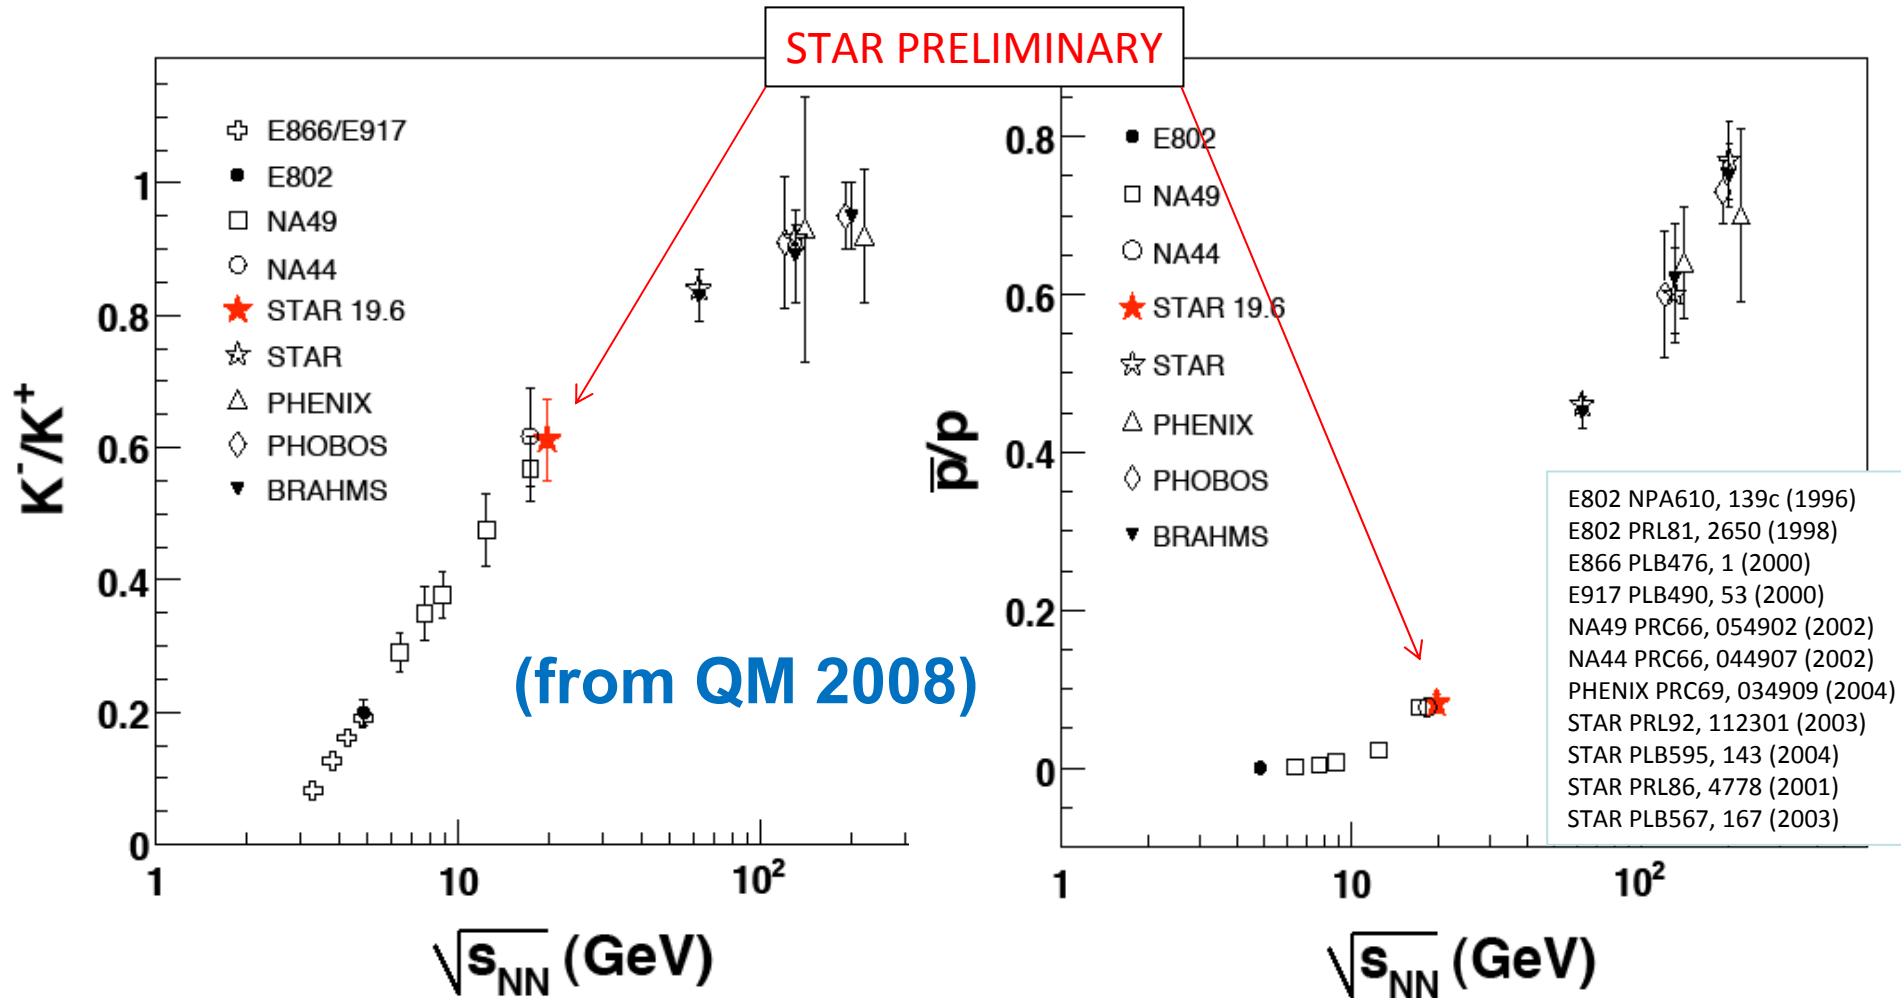 STAR PRELIMINARY
K⁻/K⁺
1
0.8
0.6
0.4
0.2
0
E866/E917
E802
NA49
NA44
STAR 19.6
STAR
PHENIX
PHOBOS
BRAHMS
(from QM 2008)
1
10
10²
√s_NN (GeV)
p̅/p
0.8
0.6
0.4
0.2
0
E802
NA49
NA44
STAR 19.6
STAR
PHENIX
PHOBOS
BRAHMS
E802 NPA610, 139c (1996)
E802 PRL81, 2650 (1998)
E866 PLB476, 1 (2000)
E917 PLB490, 53 (2000)
NA49 PRC66, 054902 (2002)
NA44 PRC66, 044907 (2002)
PHENIX PRC69, 034909 (2004)
STAR PRL92, 112301 (2003)
STAR PLB595, 143 (2004)
STAR PRL86, 4778 (2001)
STAR PLB567, 167 (2003)
1
10
10²
√s_NN (GeV)